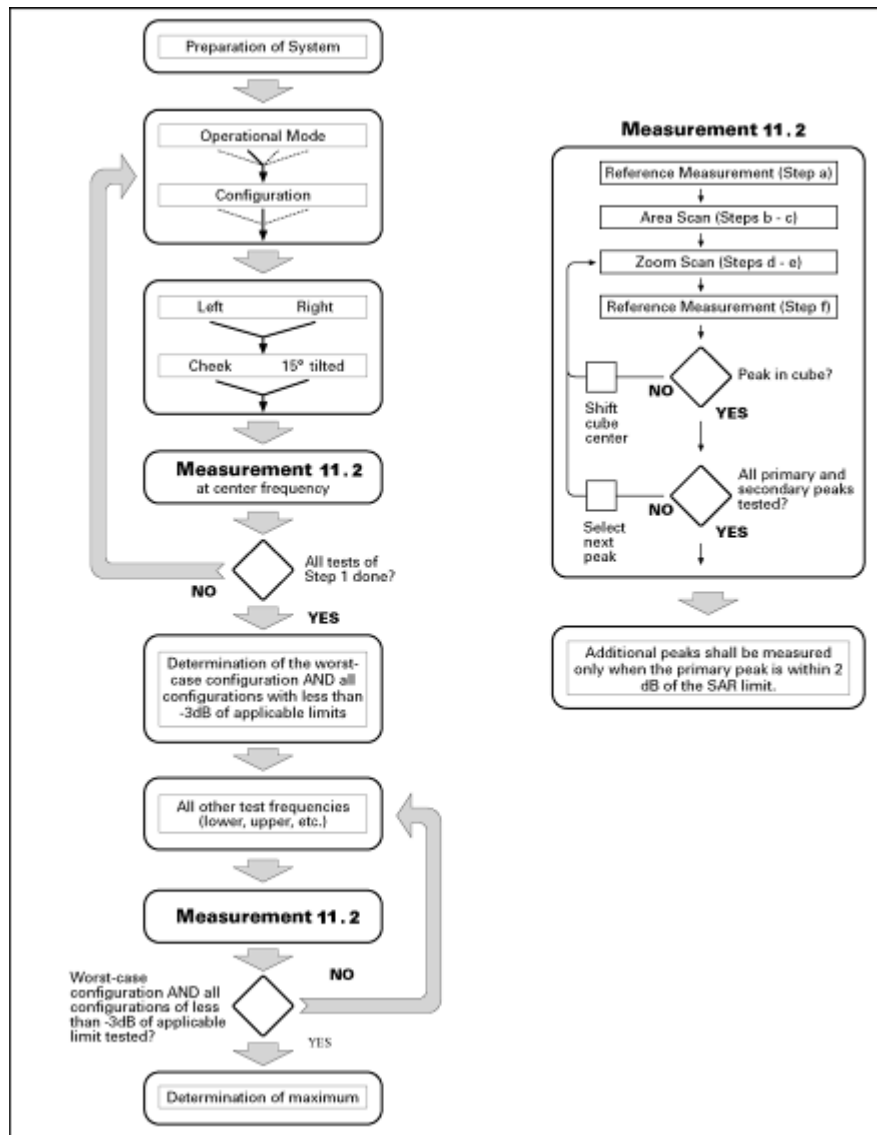 Preparation of System
Operational Mode
Configuration
Left Right
Cheek 15° tilted
Measurement 11.2
at center frequency
All tests of
Step 1 done?
NO
YES
Determination of the worst-
case configuration AND all
configurations with less than
-3dB of applicable limits
All other test frequencies
(lower, upper, etc.)
Measurement 11.2
NO
Worst-case
configuration AND all
configurations of less
than -3dB of applicable
limit tested?
YES
Determination of maximum
Measurement 11.2
Reference Measurement (Step a)
Area Scan (Steps b - c)
Zoom Scan (Steps d - e)
Reference Measurement (Step f)
Peak in cube?
NO
Shift
cube
center
YES
All primary and
secondary peaks
tested?
NO
Select
next
peak
YES
Additional peaks shall be measured
only when the primary peak is within 2
dB of the SAR limit.